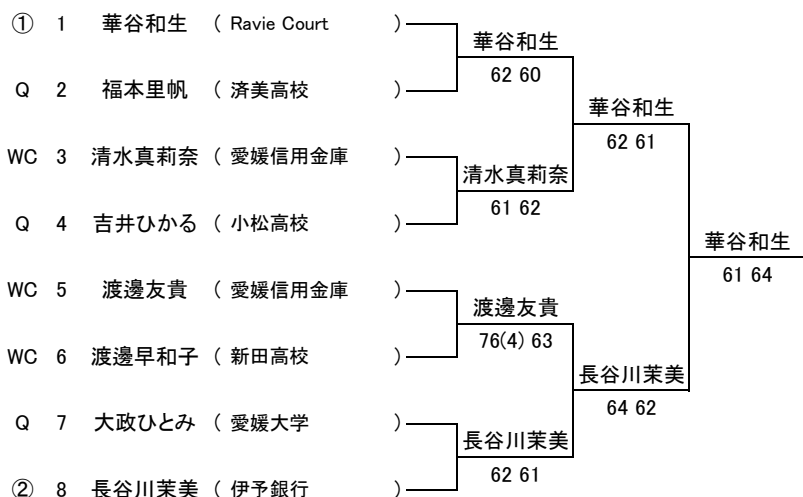 ① 1 華谷和生 ( Ravie Court )
華谷和生
62 60
Q 2 福本里帆 ( 済美高校 )
華谷和生
62 61
WC 3 清水真莉奈 ( 愛媛信用金庫 )
清水真莉奈
61 62
Q 4 吉井ひかる ( 小松高校 )
華谷和生
61 64
WC 5 渡邊友貴 ( 愛媛信用金庫 )
渡邊友貴
76(4) 63
WC 6 渡邊早和子 ( 新田高校 )
長谷川茉美
64 62
Q 7 大政ひとみ ( 愛媛大学 )
長谷川茉美
62 61
② 8 長谷川茉美 ( 伊予銀行 )